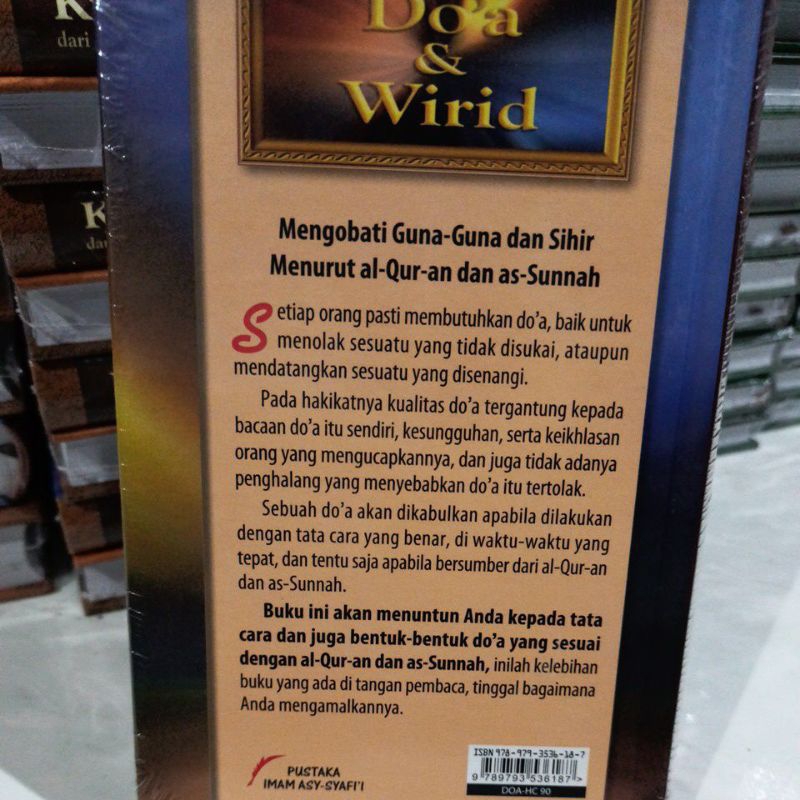 Do'a
&
Wirid
Mengobati Guna-Guna dan Sihir
Menurut al-Qur-an dan as-Sunnah
Setiap orang pasti membutuhkan do'a, baik untuk
menolak sesuatu yang tidak disukai, ataupun
mendatangkan sesuatu yang disenangi.
Pada hakikatnya kualitas do'a tergantung kepada
bacaan do'a itu sendiri, kesungguhan, serta keikhlasan
orang yang mengucapkannya, dan juga tidak adanya
penghalang yang menyebabkan do'a itu tertolak.
Sebuah do'a akan dikabulkan apabila dilakukan
dengan tata cara yang benar, di waktu-waktu yang
tepat, dan tentu saja apabila bersumber dari al-Qur-an
dan as-Sunnah.
Buku ini akan menuntun Anda kepada tata
cara dan juga bentuk-bentuk do'a yang sesuai
dengan al-Qur-an dan as-Sunnah, inilah kelebihan
buku yang ada di tangan pembaca, tinggal bagaimana
Anda mengamalkannya.
PUSTAKA
IMAM ASY-SYAFI'I
ISBN 978-979-3536-18-7
9 789793 536187 >
DOA-HC 90
K
dari
K